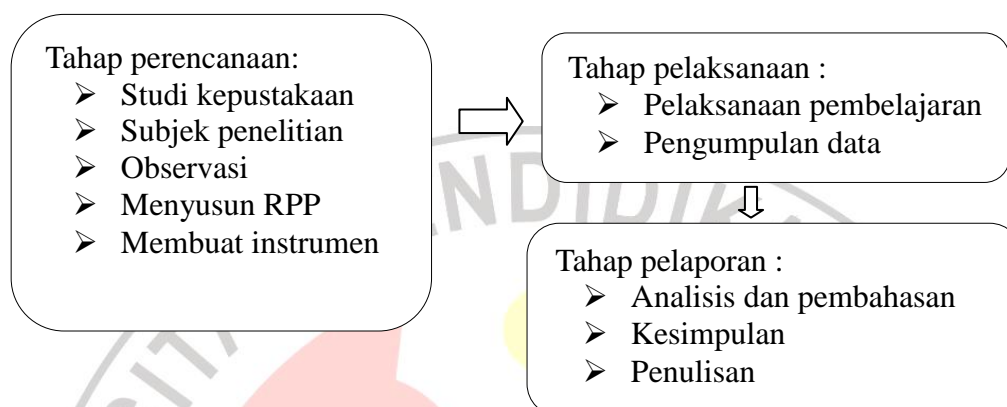 Tahap perencanaan:
➢ Studi kepustakaan
➢ Subjek penelitian
➢ Observasi
➢ Menyusun RPP
➢ Membuat instrumen
Tahap pelaksanaan :
➢ Pelaksanaan pembelajaran
➢ Pengumpulan data
Tahap pelaporan :
➢ Analisis dan pembahasan
➢ Kesimpulan
➢ Penulisan